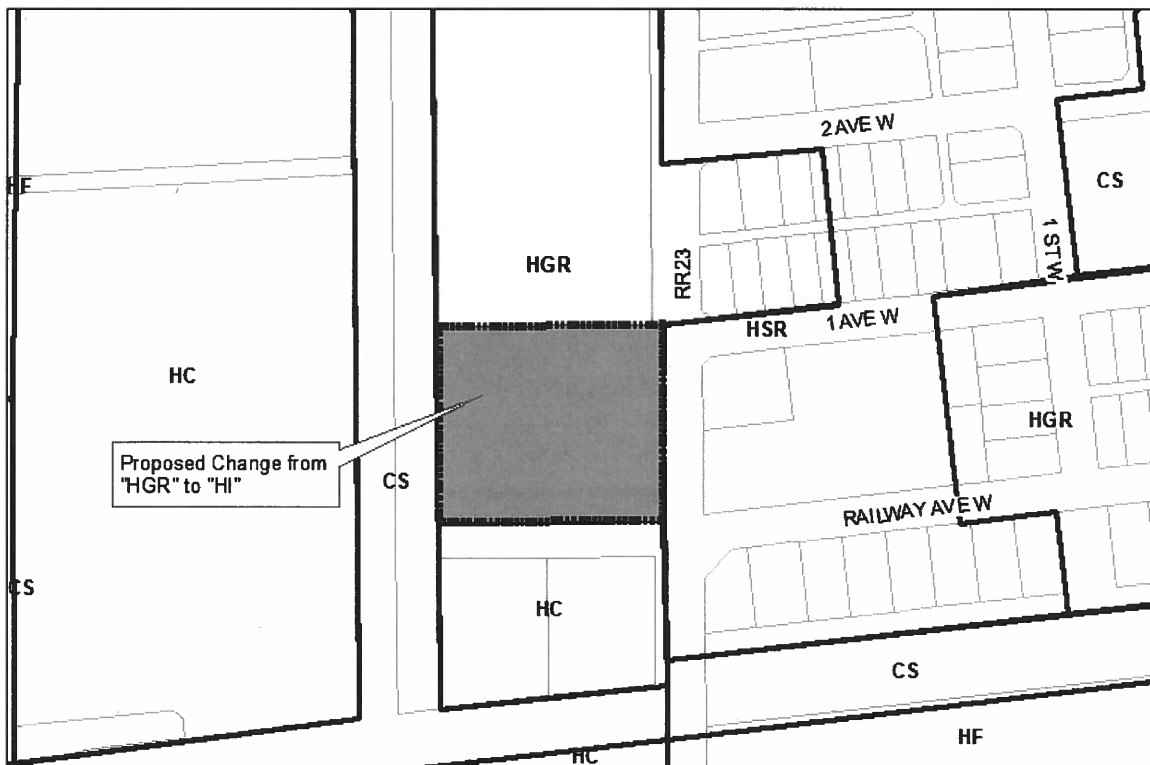 2 AVE W
CS
HF
1 ST W
HGR
RR23
HSR
1 AVE W
HC
HGR
Proposed Change from
"HGR" to "HI"
CS
RAILWAY AVE W
CS
HC
CS
HF
HC